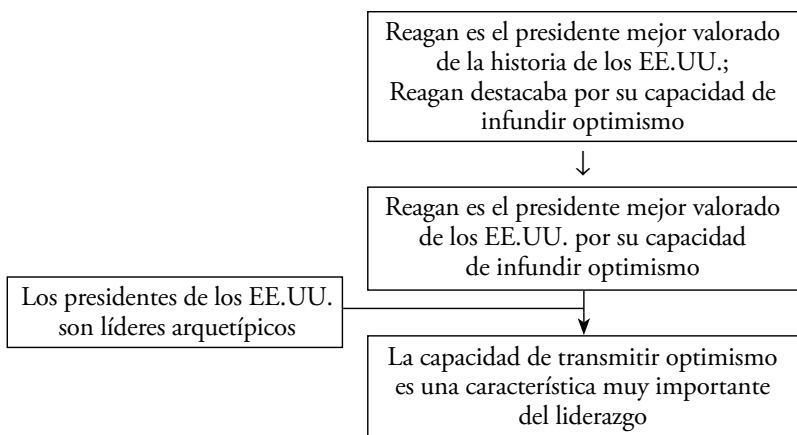 Reagan es el presidente mejor valorado
de la historia de los EE.UU.;
Reagan destacaba por su capacidad de
infundir optimismo
Reagan es el presidente mejor valorado
de los EE.UU. por su capacidad
de infundir optimismo
Los presidentes de los EE.UU.
son líderes arquetípicos
La capacidad de transmitir optimismo
es una característica muy importante
del liderazgo